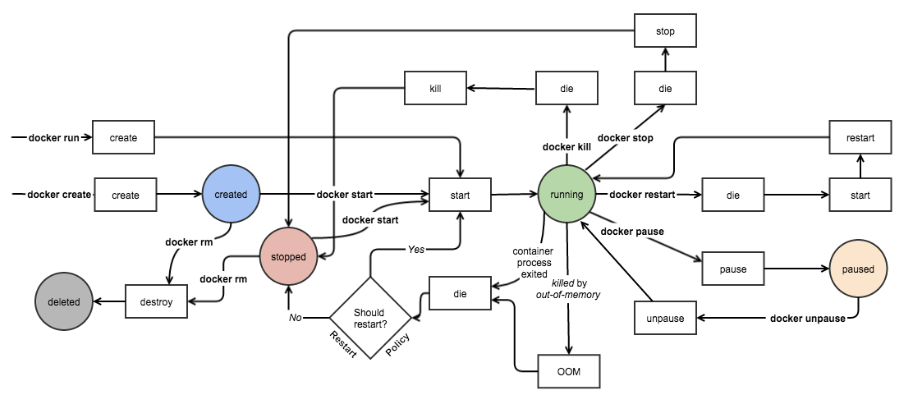 stop
kill
die
die
docker run
create
docker kill
docker stop
restart
docker create
create
created
docker start
start
running
docker restart
die
start
docker start
docker rm
stopped
docker pause
Yes
container
process
exited
pause
paused
docker rm
killed by
out-of-memory
deleted
destroy
die
Should
restart?
No
unpause
docker unpause
Restart
Policy
OOM